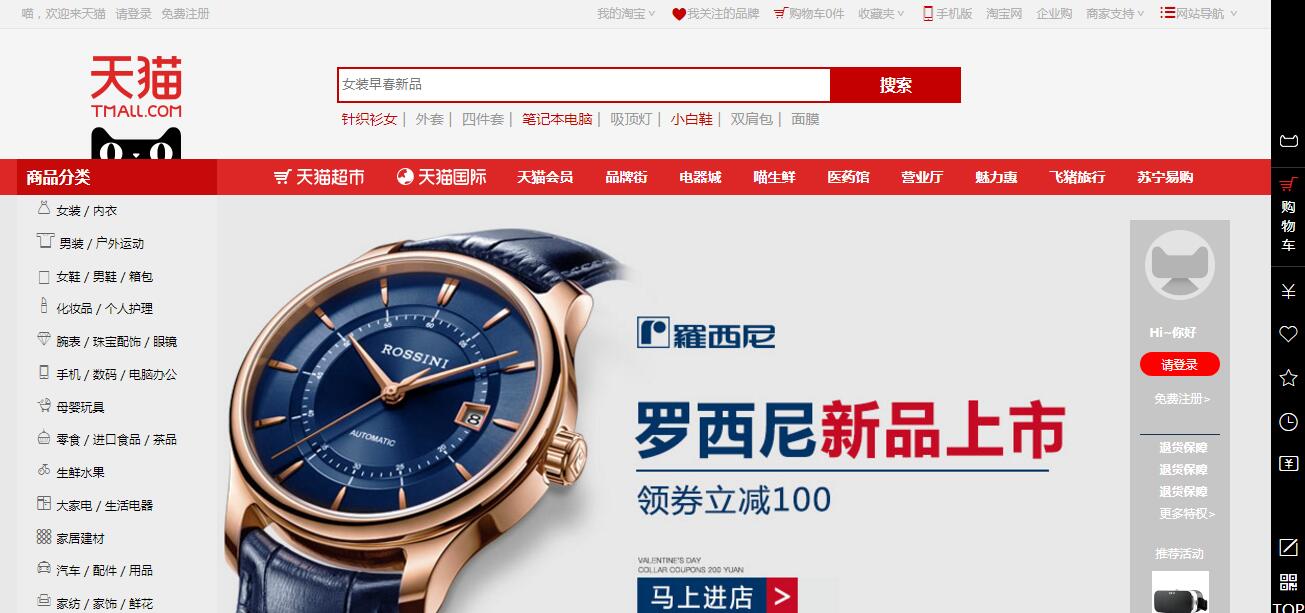 喵，欢迎来天猫 请登录 免费注册 我的淘宝 我关注的品牌 购物车0件 收藏夹 手机版 淘宝网 企业购 商家支持 网站导航
天猫
TMALL.COM
女装早春新品 搜索
针织衫女 | 外套 | 四件套 | 笔记本电脑 | 吸顶灯 | 小白鞋 | 双肩包 | 面膜
商品分类 天猫超市 天猫国际 天猫会员 品牌街 电器城 喵生鲜 医药馆 营业厅 魅力惠 飞猪旅行 苏宁易购
女装 / 内衣
男装 / 户外运动
女鞋 / 男鞋 / 箱包
化妆品 / 个人护理
腕表 / 珠宝配饰 / 眼镜
手机 / 数码 / 电脑办公
母婴玩具
零食 / 进口食品 / 茶品
生鲜水果
大家电 / 生活电器
家居建材
汽车 / 配件 / 用品
家纺 / 家饰 / 鲜花
55 60 5
ROSSINI
8
AUTOMATIC
35 30 25
羅西尼
罗西尼新品上市
领券立减100
VALENTINE'S DAY
COLLAR COUPONS 200 YUAN
马上进店 >
Hi~你好
请登录
免费注册>
退货保障
退货保障
退货保障
更多特权>
推荐活动
购物车
TOP